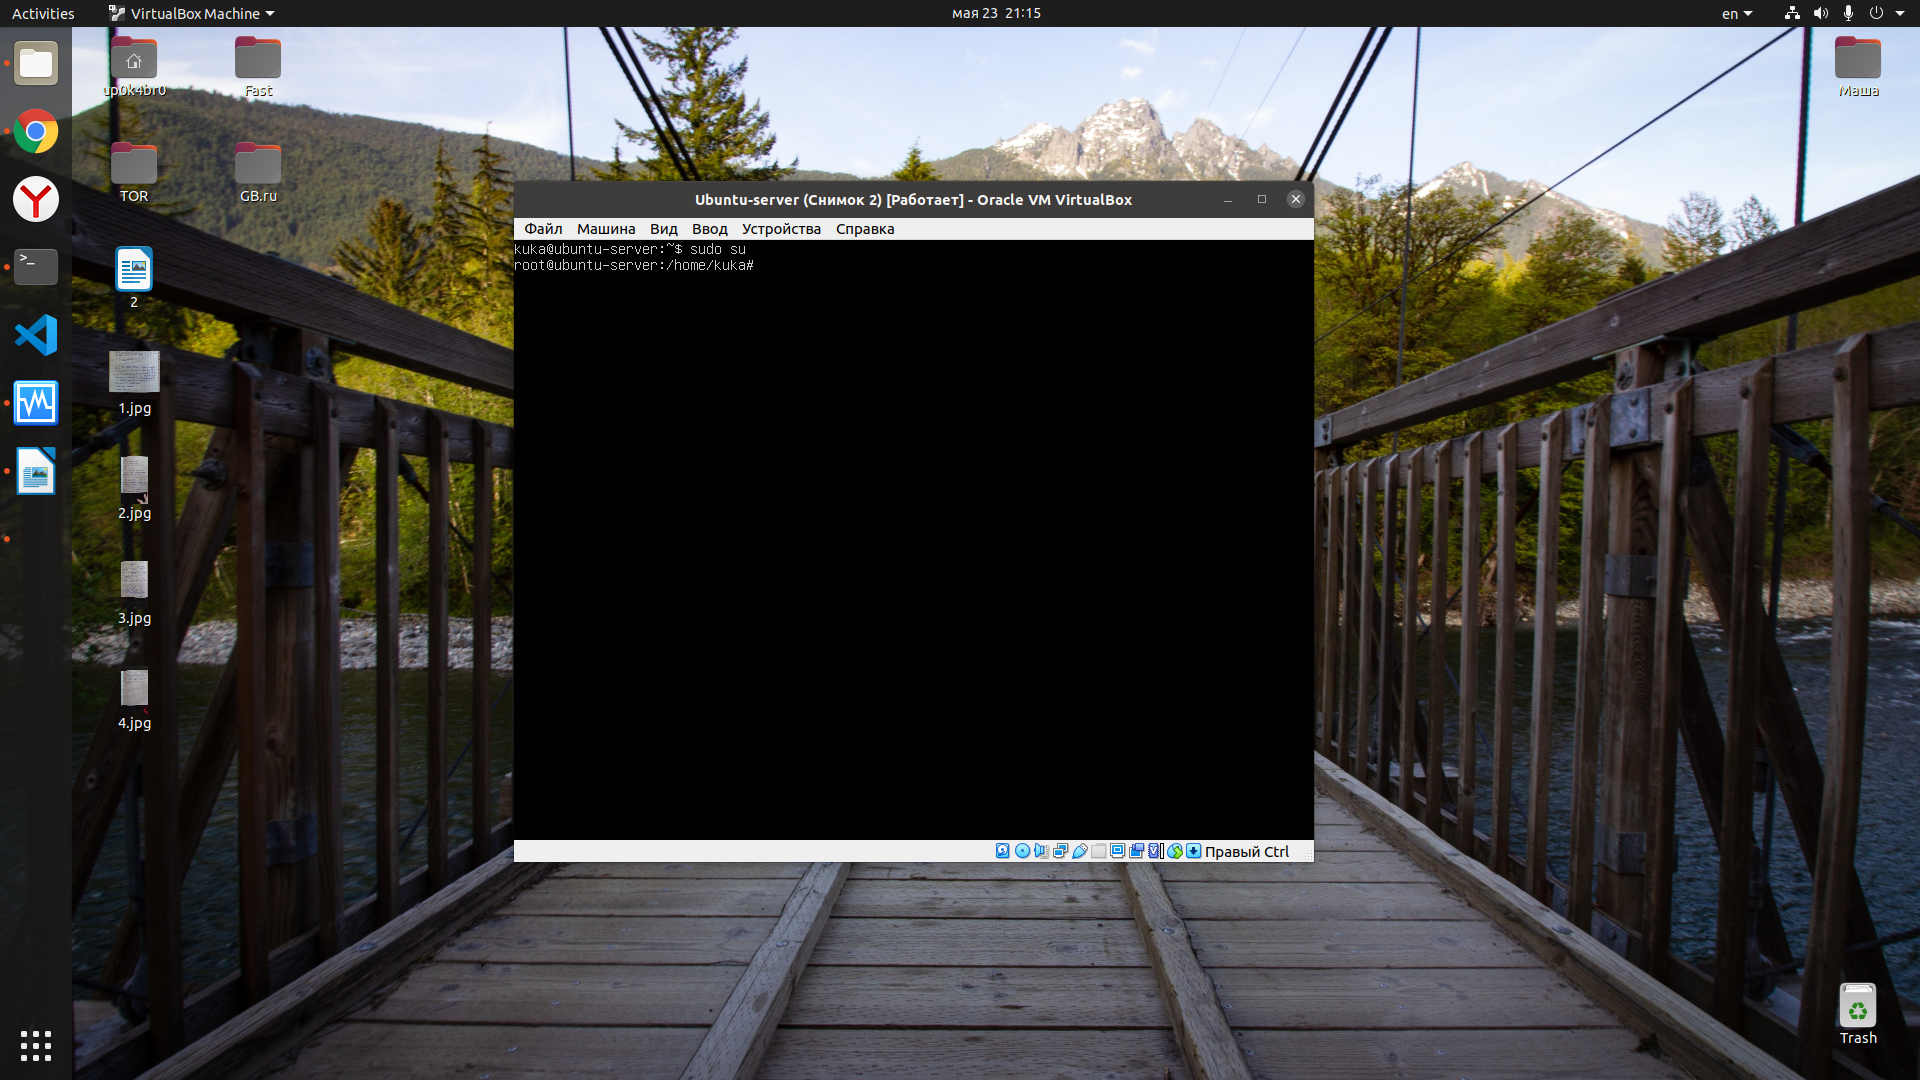 Activities
VirtualBox Machine
мая 23 21:15
en
up0k4br0
Fast
Маша
TOR
GB.ru
2
1.jpg
2.jpg
3.jpg
4.jpg
Ubuntu-server (Снимок 2) [Работает] - Oracle VM VirtualBox
Файл Машина Вид Ввод Устройства Справка
kuka@ubuntu-server:~$ sudo su
root@ubuntu-server:/home/kuka#
Правый Ctrl
Trash